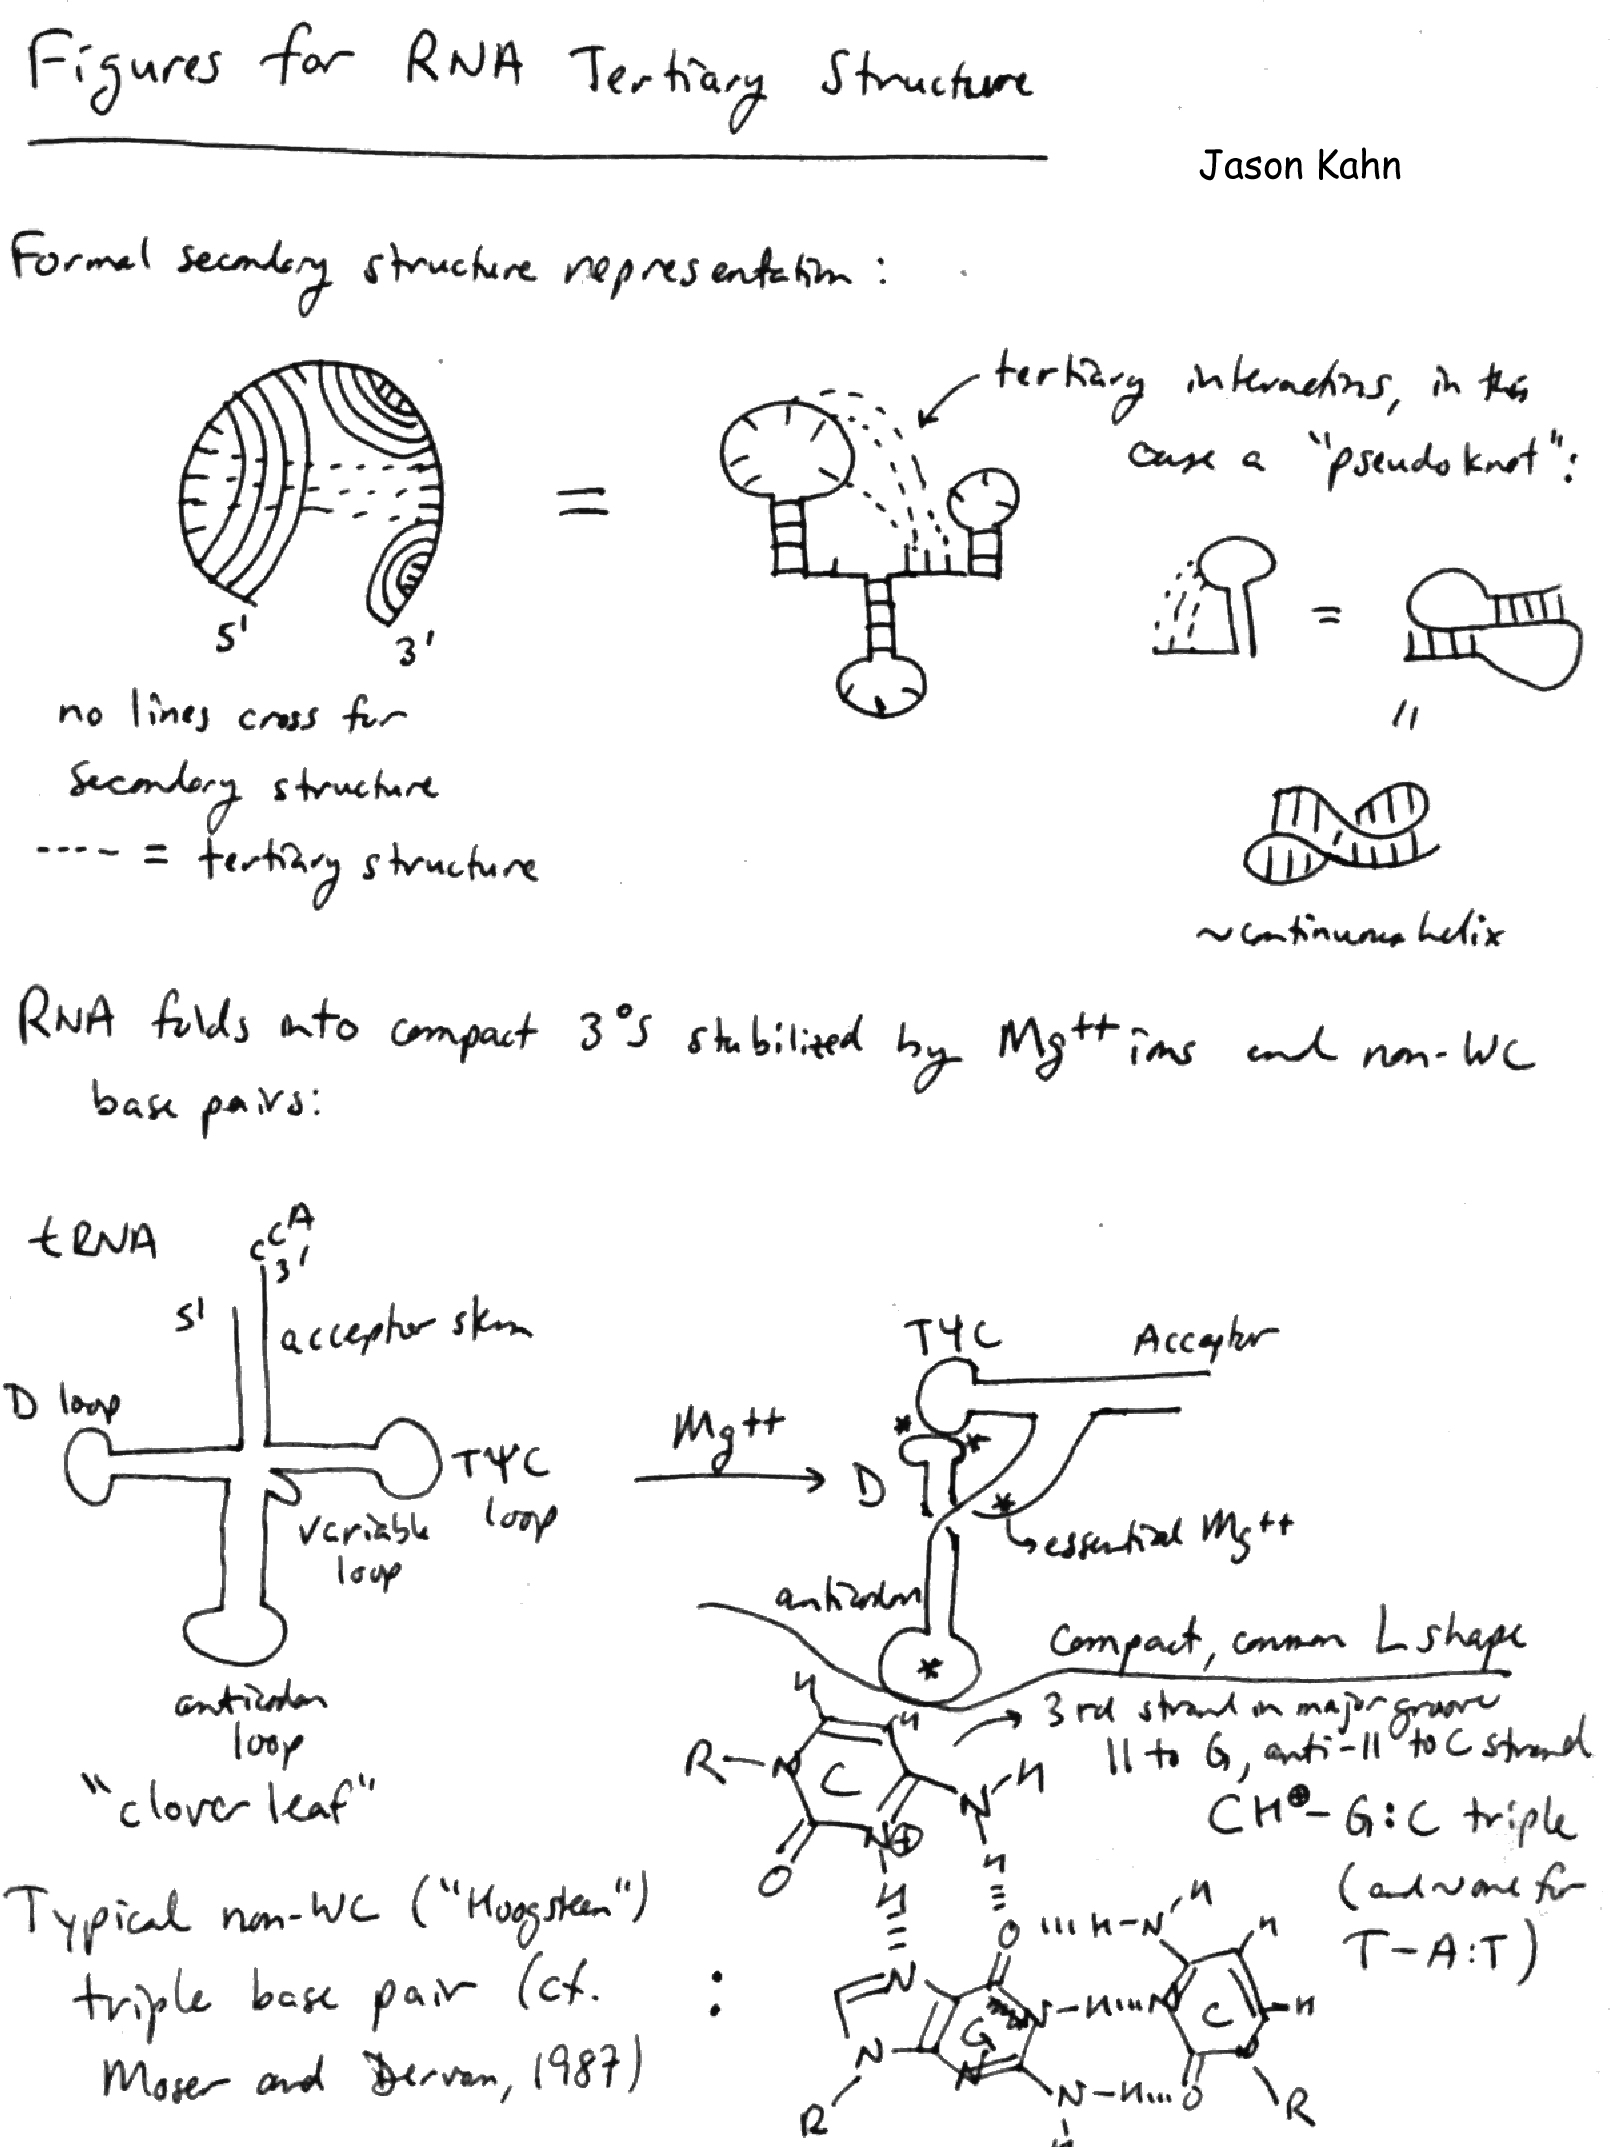 Figures for RNA Tertiary Structure
Jason Kahn
Formal secondary structure representation:
tertiary interactions, in this
case a "pseudoknot":
=
=
5'
3'
no lines cross for
secondary structure
---- = tertiary structure
"
~continuous helix
RNA folds into compact 3°S stabilized by Mg++ ions and non-WC
base pairs:
tRNA
CCA
3'
5'
acceptor stem
D loop
TΨC
loop
variable
loop
anticodon
loop
"clover leaf"
Mg++
TΨC
Acceptor
D
* * *
essential Mg++
anticodon
*
Compact, common L shape
3rd strand in major groove
|| to G, anti-|| to C strand
CH⊕-G:C triple
(and same for
T-A:T)
Typical non-WC ("Hoogsteen")
triple base pair (cf. :
Moser and Dervan, 1987)
H
H
R-N
C
N-H
N⊕
O
H
H
H
O ''' H-N
H
N
N-H'''N
G
C
H
N
N
N-H'''O
R
R
H